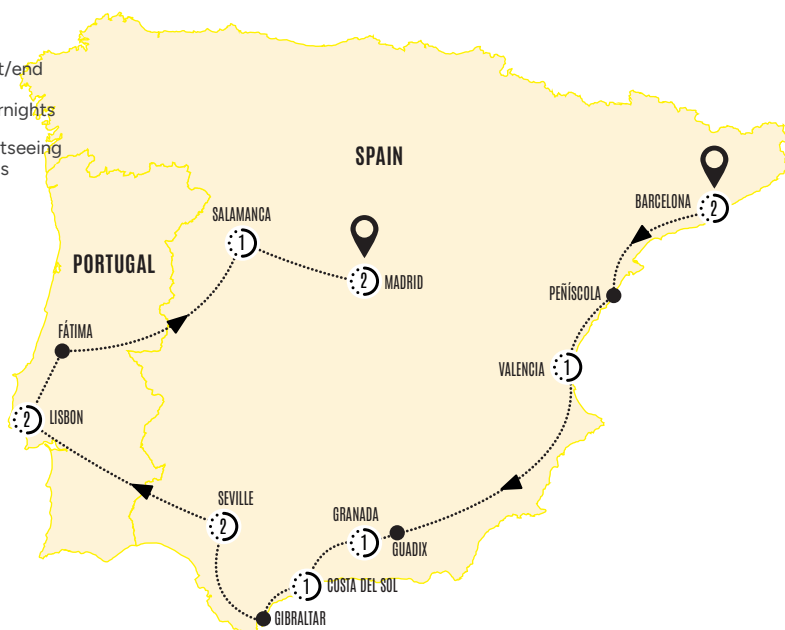 t/end
rnights
tseeing
s
SPAIN
BARCELONA
2
SALAMANCA
1
PORTUGAL
2
MADRID
PEÑÍSCOLA
FÁTIMA
VALENCIA
1
2
LISBON
SEVILLE
2
GRANADA
1
GUADIX
1
COSTA DEL SOL
GIBRALTAR